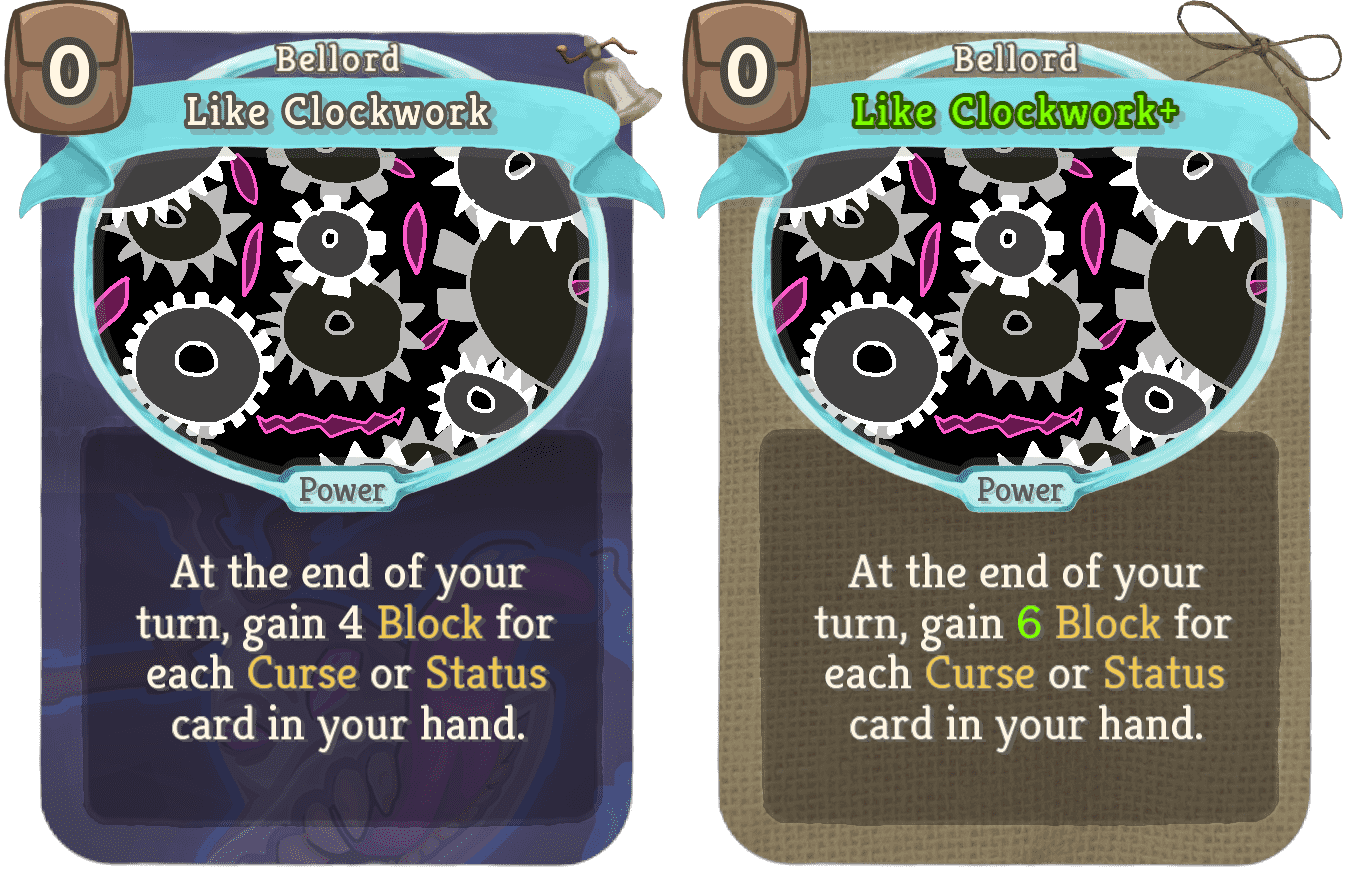 0
Bellord
Like Clockwork
Power
At the end of your
turn, gain 4 Block for
each Curse or Status
card in your hand.
0
Bellord
Like Clockwork+
Power
At the end of your
turn, gain 6 Block for
each Curse or Status
card in your hand.